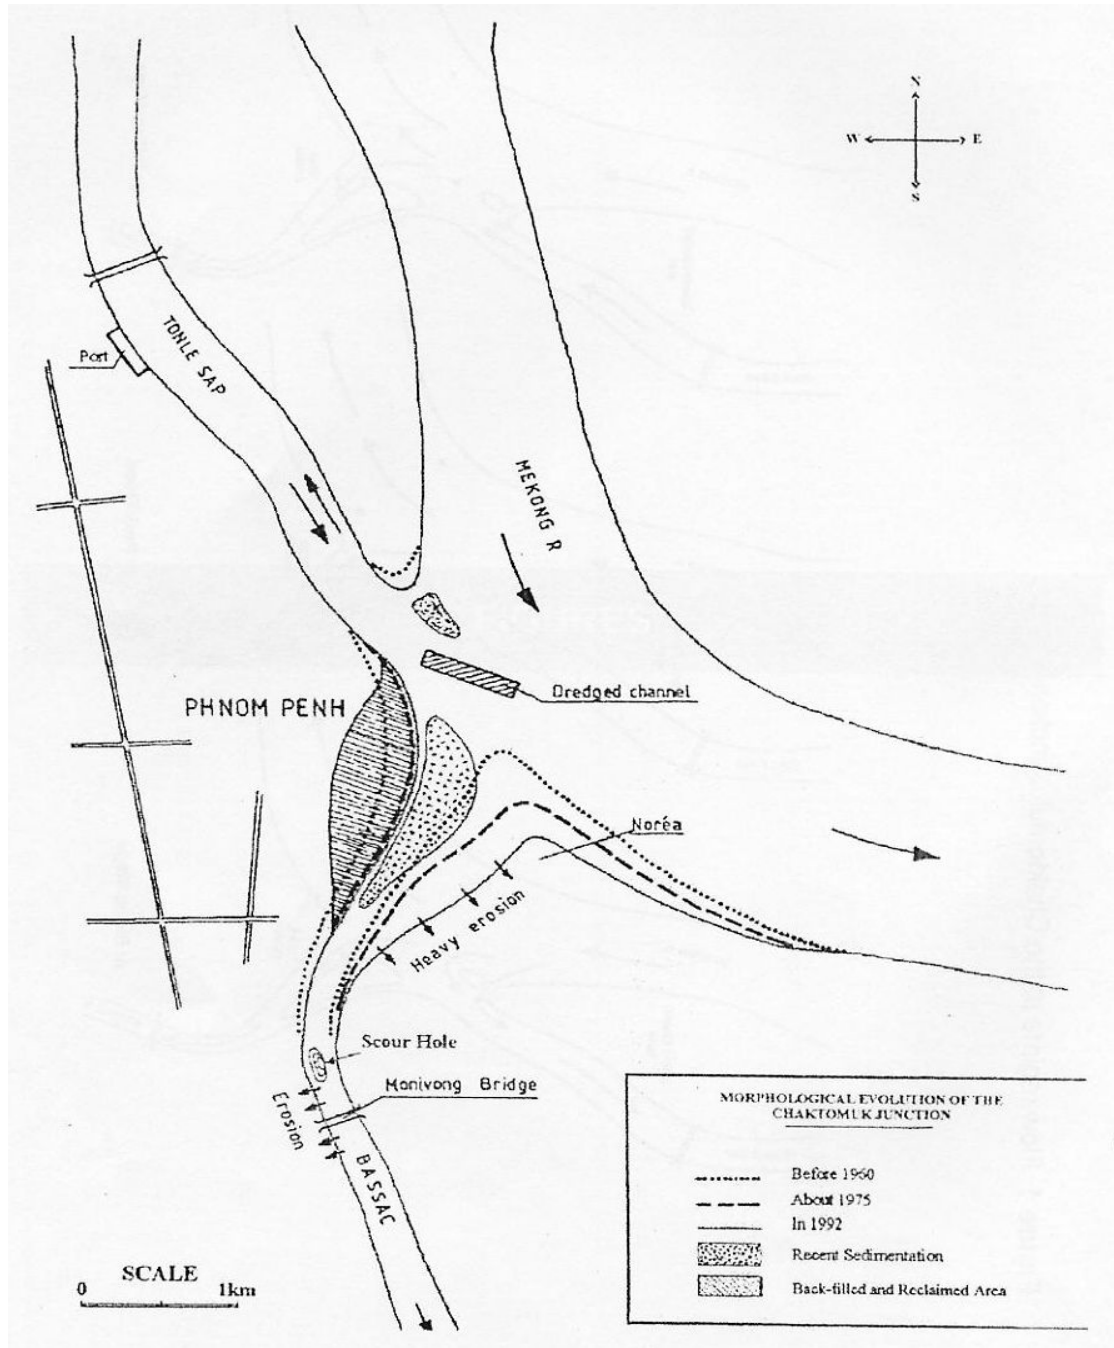 N
W E
S
Port
TONLE SAP
MEKONG R
Dredged channel
PHNOM PENH
Noréa
Heavy erosion
Scour Hole
Monivong Bridge
Erosion
BASSAC
MORPHOLOGICAL EVOLUTION OF THE
CHAKTOMUK JUNCTION
Before 1960
About 1975
In 1992
Recent Sedimentation
Back-filled and Reclaimed Area
SCALE
0 1km